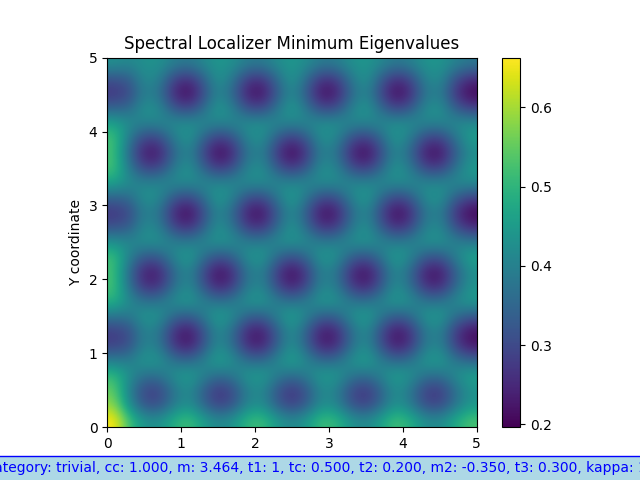 Spectral Localizer Minimum Eigenvalues
5
4
3
2
1
0
Y coordinate
0 1 2 3 4 5
0.6
0.5
0.4
0.3
0.2
ategory: trivial, cc: 1.000, m: 3.464, t1: 1, tc: 0.500, t2: 0.200, m2: -0.350, t3: 0.300, kappa: